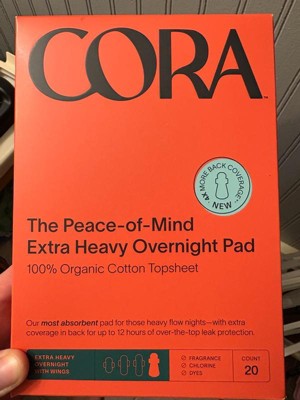 CORA™
4X MORE BACK COVERAGE*
NEW
The Peace-of-Mind
Extra Heavy Overnight Pad
100% Organic Cotton Topsheet
Our most absorbent pad for those heavy flow nights—with extra
coverage in back for up to 12 hours of over-the-top leak protection.
EXTRA HEAVY
OVERNIGHT
WITH WINGS
FRAGRANCE
CHLORINE
DYES
COUNT
20